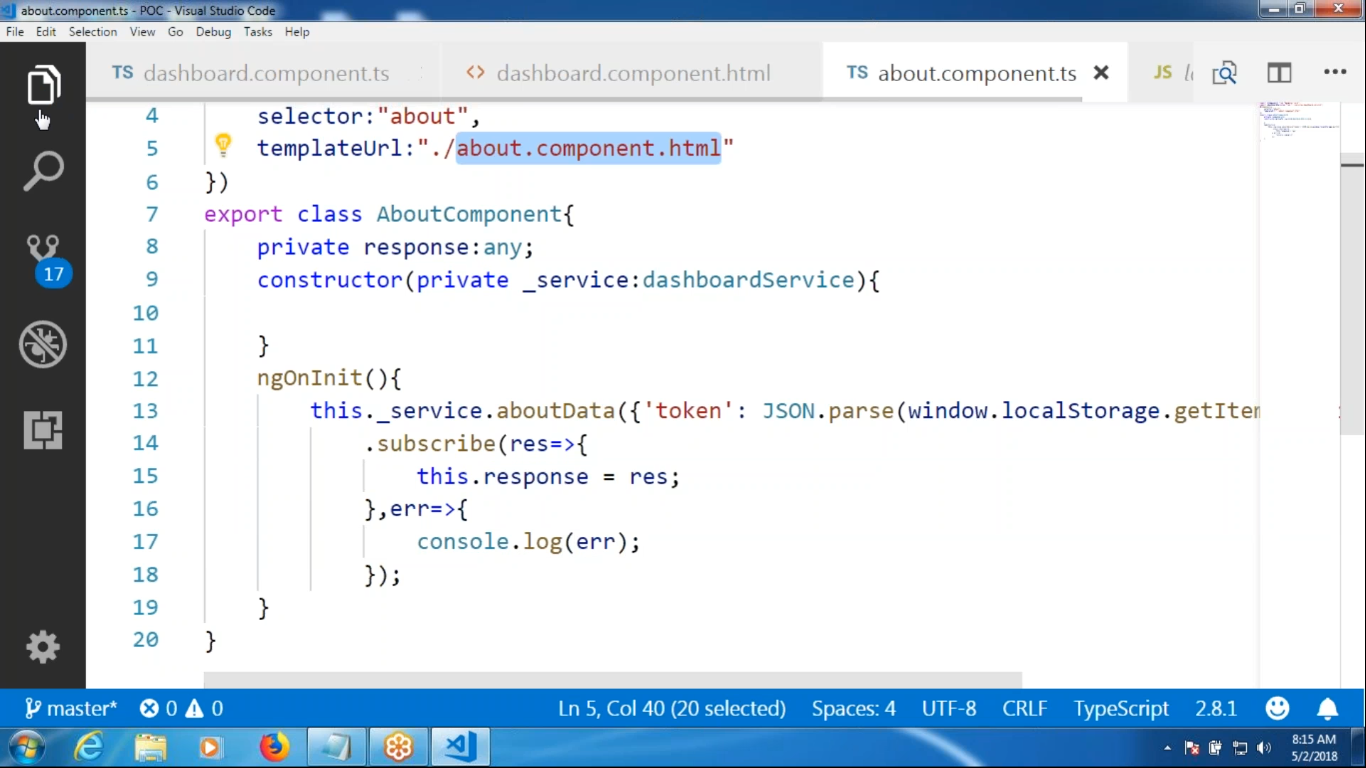 about.component.ts - POC - Visual Studio Code
File Edit Selection View Go Debug Tasks Help
TS dashboard.component.ts <> dashboard.component.html TS about.component.ts JS
4 selector:"about",
5 templateUrl:"./about.component.html"
6 })
7 export class AboutComponent{
8 private response:any;
9 constructor(private _service:dashboardService){
10
11 }
12 ngOnInit(){
13 this._service.aboutData({'token': JSON.parse(window.localStorage.getItem
14 .subscribe(res=>{
15 this.response = res;
16 },err=>{
17 console.log(err);
18 });
19 }
20 }
17
master* 0 0 Ln 5, Col 40 (20 selected) Spaces: 4 UTF-8 CRLF TypeScript 2.8.1
8:15 AM
5/2/2018